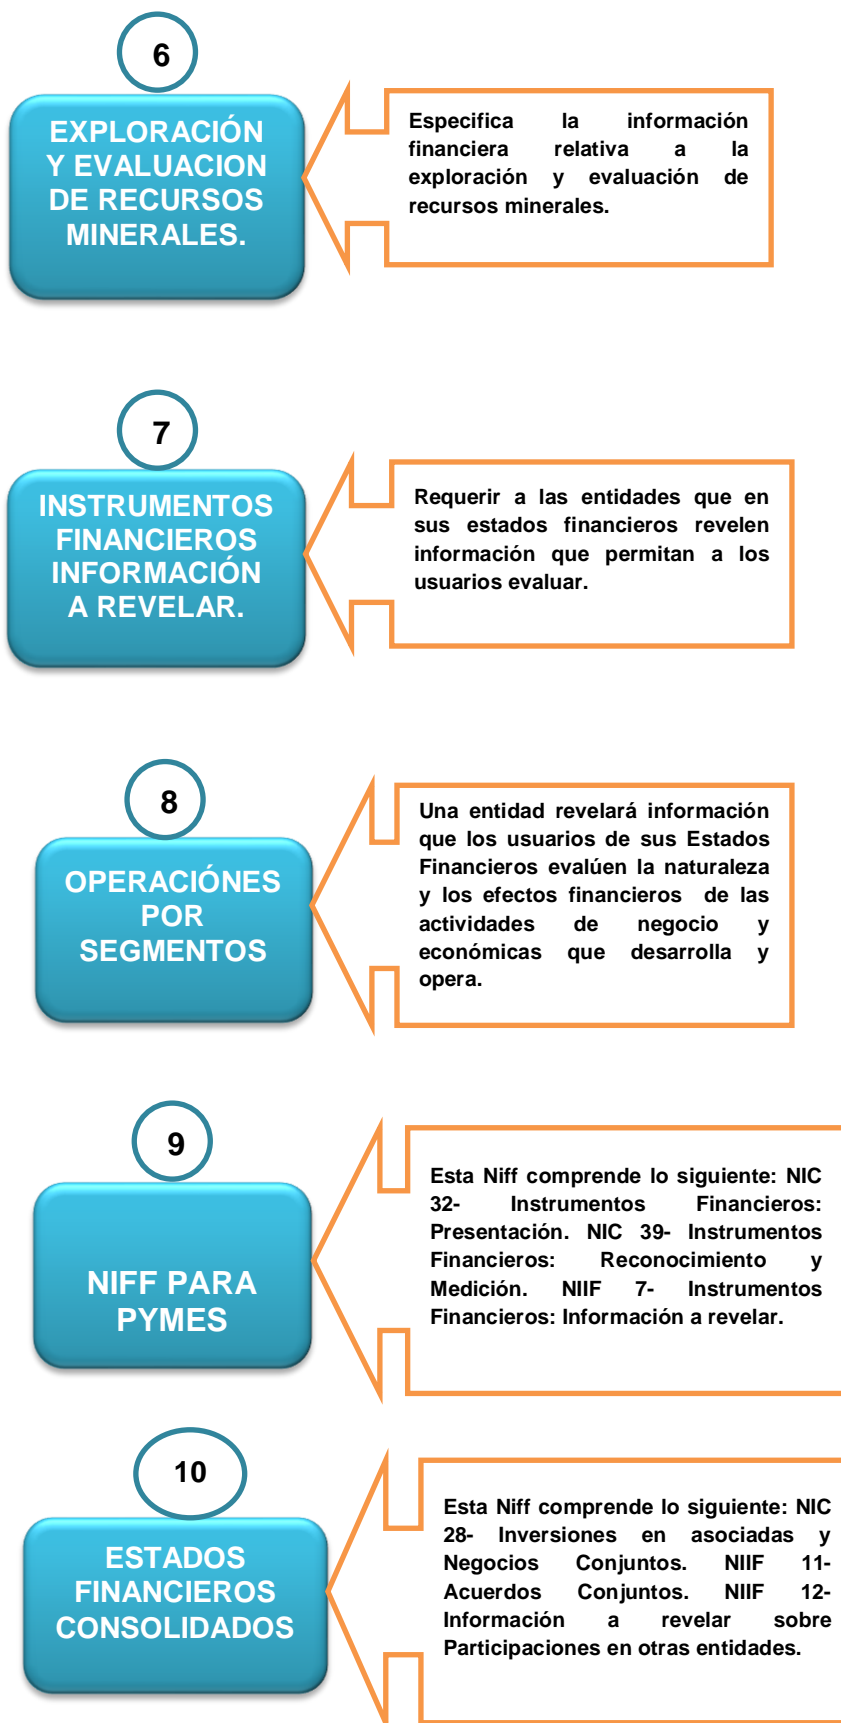 6
EXPLORACIÓN
Y EVALUACION
DE RECURSOS
MINERALES.
Especifica la información
financiera relativa a la
exploración y evaluación de
recursos minerales.
7
INSTRUMENTOS
FINANCIEROS
INFORMACIÓN
A REVELAR.
Requerir a las entidades que en
sus estados financieros revelen
información que permitan a los
usuarios evaluar.
8
OPERACIÓNES
POR
SEGMENTOS
Una entidad revelará información
que los usuarios de sus Estados
Financieros evalúen la naturaleza
y los efectos financieros de las
actividades de negocio y
económicas que desarrolla y
opera.
9
NIFF PARA
PYMES
Esta Niff comprende lo siguiente: NIC
32- Instrumentos Financieros:
Presentación. NIC 39- Instrumentos
Financieros: Reconocimiento y
Medición. NIIF 7- Instrumentos
Financieros: Información a revelar.
10
ESTADOS
FINANCIEROS
CONSOLIDADOS
Esta Niff comprende lo siguiente: NIC
28- Inversiones en asociadas y
Negocios Conjuntos. NIIF 11-
Acuerdos Conjuntos. NIIF 12-
Información a revelar sobre
Participaciones en otras entidades.